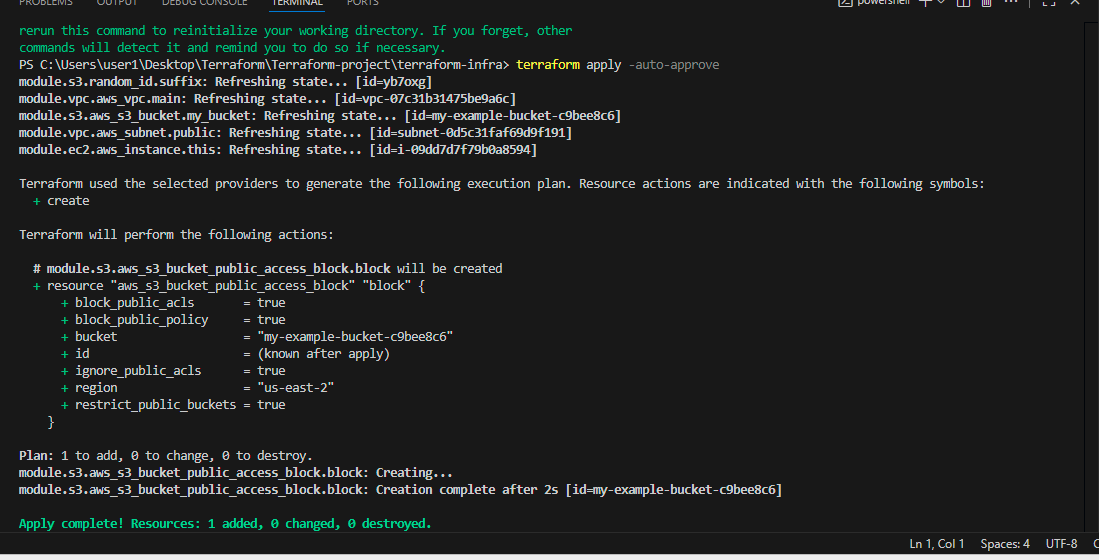 PROBLEMS OUTPUT DEBUG CONSOLE TERMINAL PORTS powershell
rerun this command to reinitialize your working directory. If you forget, other
commands will detect it and remind you to do so if necessary.
PS C:\Users\user1\Desktop\Terraform\Terraform-project\terraform-infra> terraform apply -auto-approve
module.s3.random_id.suffix: Refreshing state... [id=yb7oxg]
module.vpc.aws_vpc.main: Refreshing state... [id=vpc-07c31b31475be9a6c]
module.s3.aws_s3_bucket.my_bucket: Refreshing state... [id=my-example-bucket-c9bee8c6]
module.vpc.aws_subnet.public: Refreshing state... [id=subnet-0d5c31faf69d9f191]
module.ec2.aws_instance.this: Refreshing state... [id=i-09dd7d7f79b0a8594]
Terraform used the selected providers to generate the following execution plan. Resource actions are indicated with the following symbols:
+ create
Terraform will perform the following actions:
# module.s3.aws_s3_bucket_public_access_block.block will be created
+ resource "aws_s3_bucket_public_access_block" "block" {
+ block_public_acls = true
+ block_public_policy = true
+ bucket = "my-example-bucket-c9bee8c6"
+ id = (known after apply)
+ ignore_public_acls = true
+ region = "us-east-2"
+ restrict_public_buckets = true
}
Plan: 1 to add, 0 to change, 0 to destroy.
module.s3.aws_s3_bucket_public_access_block.block: Creating...
module.s3.aws_s3_bucket_public_access_block.block: Creation complete after 2s [id=my-example-bucket-c9bee8c6]
Apply complete! Resources: 1 added, 0 changed, 0 destroyed.
Ln 1, Col 1 Spaces: 4 UTF-8